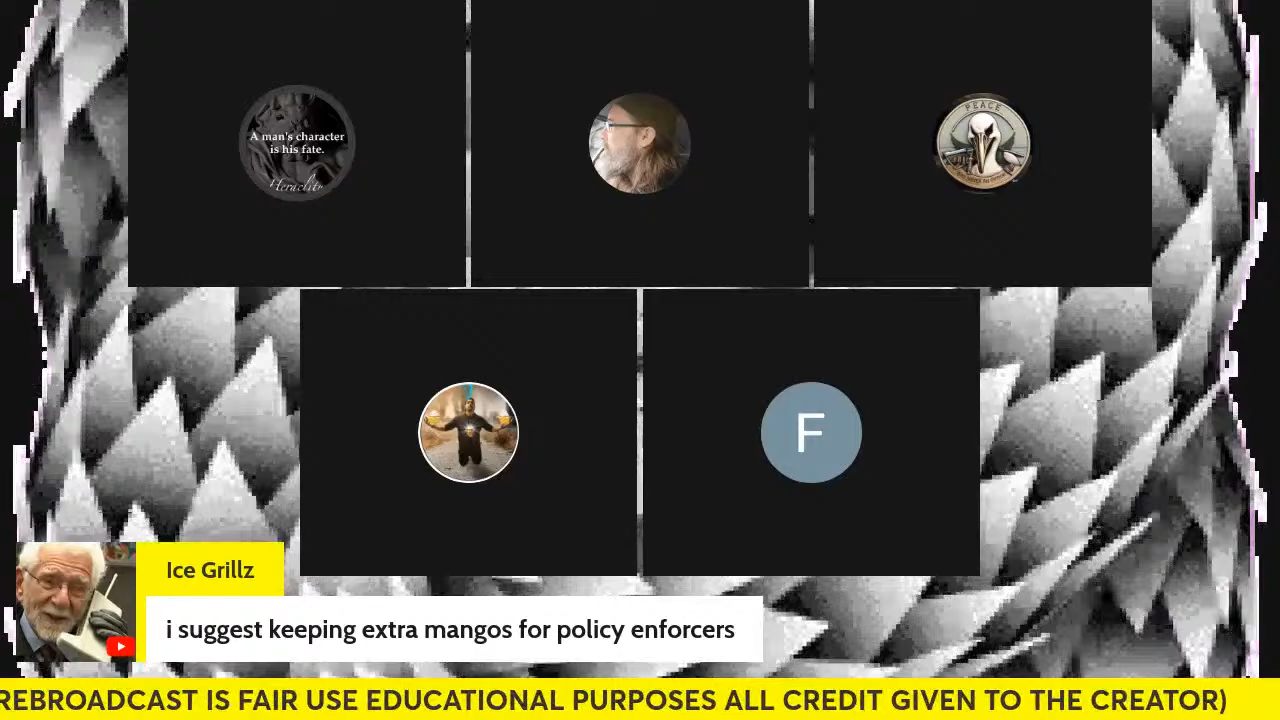 A man's character
is his fate.
PEACE
F
Ice Grillz
i suggest keeping extra mangos for policy enforcers
REBROADCAST IS FAIR USE EDUCATIONAL PURPOSES ALL CREDIT GIVEN TO THE CREATOR)